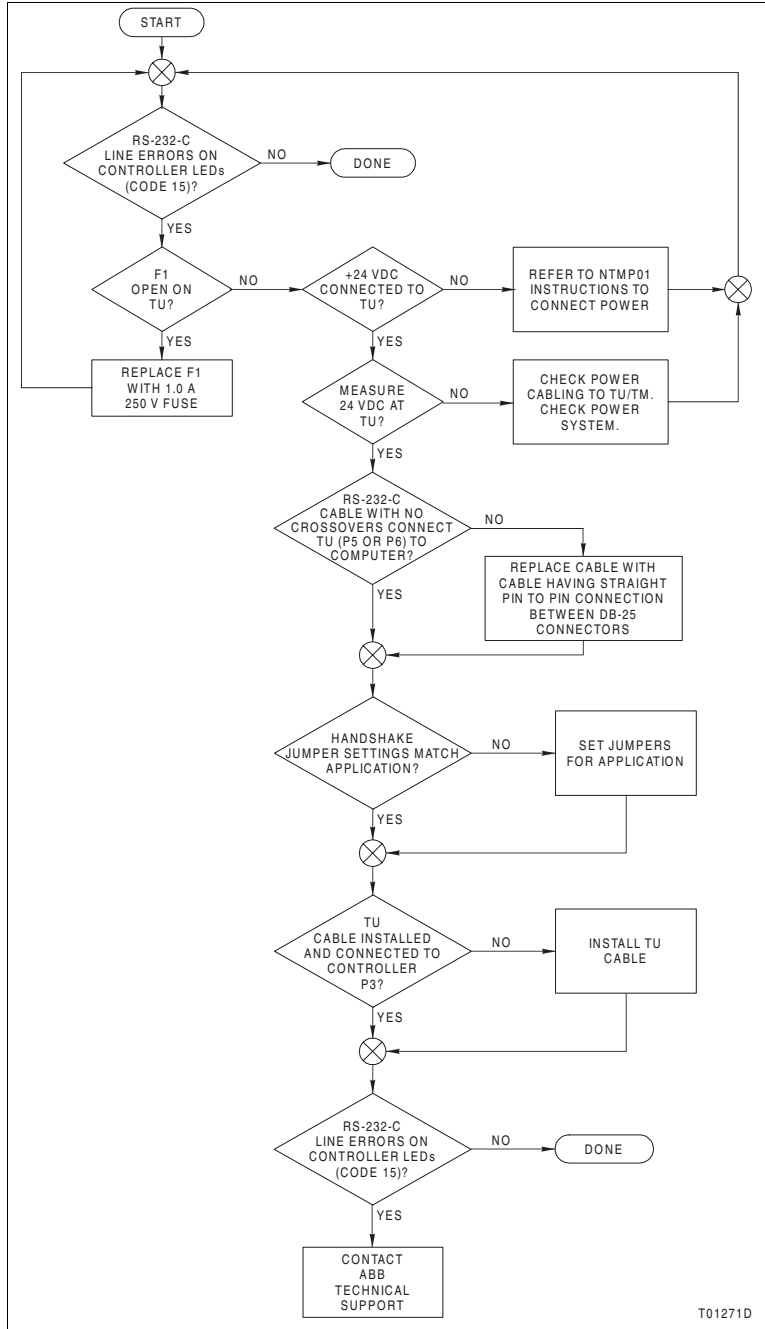 START
RS-232-C
LINE ERRORS ON
CONTROLLER LEDs
(CODE 15)?
NO
DONE
YES
F1
OPEN ON
TU?
NO
+24 VDC
CONNECTED TO
TU?
NO
REFER TO NTMP01
INSTRUCTIONS TO
CONNECT POWER
YES
YES
REPLACE F1
WITH 1.0 A
250 V FUSE
MEASURE
24 VDC AT
TU?
NO
CHECK POWER
CABLING TO TU/TM.
CHECK POWER
SYSTEM.
YES
RS-232-C
CABLE WITH NO
CROSSOVERS CONNECT
TU (P5 OR P6) TO
COMPUTER?
NO
REPLACE CABLE WITH
CABLE HAVING STRAIGHT
PIN TO PIN CONNECTION
BETWEEN DB-25
CONNECTORS
YES
HANDSHAKE
JUMPER SETTINGS MATCH
APPLICATION?
NO
SET JUMPERS
FOR APPLICATION
YES
TU
CABLE INSTALLED
AND CONNECTED TO
CONTROLLER
P3?
NO
INSTALL TU
CABLE
YES
RS-232-C
LINE ERRORS ON
CONTROLLER LEDs
(CODE 15)?
NO
DONE
YES
CONTACT
ABB
TECHNICAL
SUPPORT
T01271D